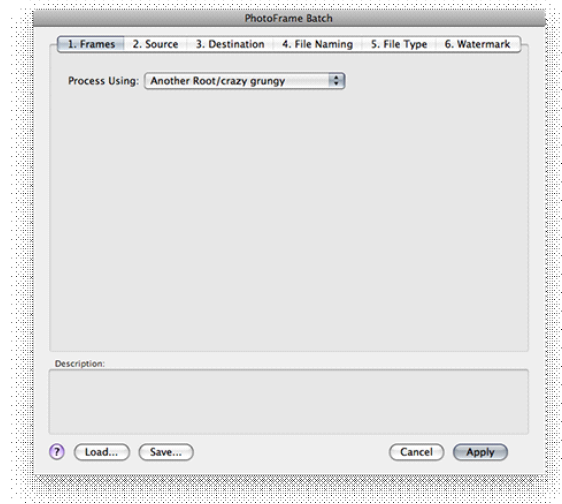 PhotoFrame Batch
1. Frames 2. Source 3. Destination 4. File Naming 5. File Type 6. Watermark
Process Using: Another Root/crazy grungy
Description:
? Load... Save... Cancel Apply